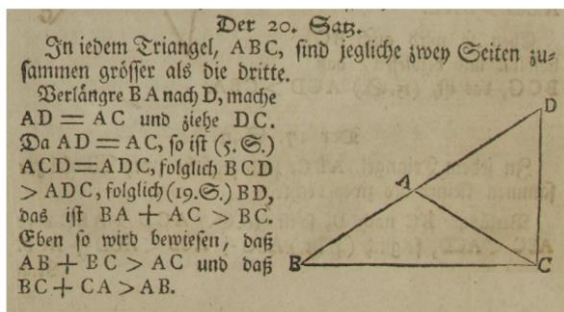 Der 20. Satz.
In iedem Triangel, ABC, sind jegliche zwey Seiten zu-
sammen grösser als die dritte.
Verlängre BA nach D, mache
AD = AC und ziehe DC.
Da AD = AC, so ist (5. S.)
ACD = ADC, folglich BCD
> ADC, folglich (19. S.) BD,
das ist BA + AC > BC.
Eben so wird bewiesen, daß
AB + BC > AC und daß
BC + CA > AB.
D
A
B
C